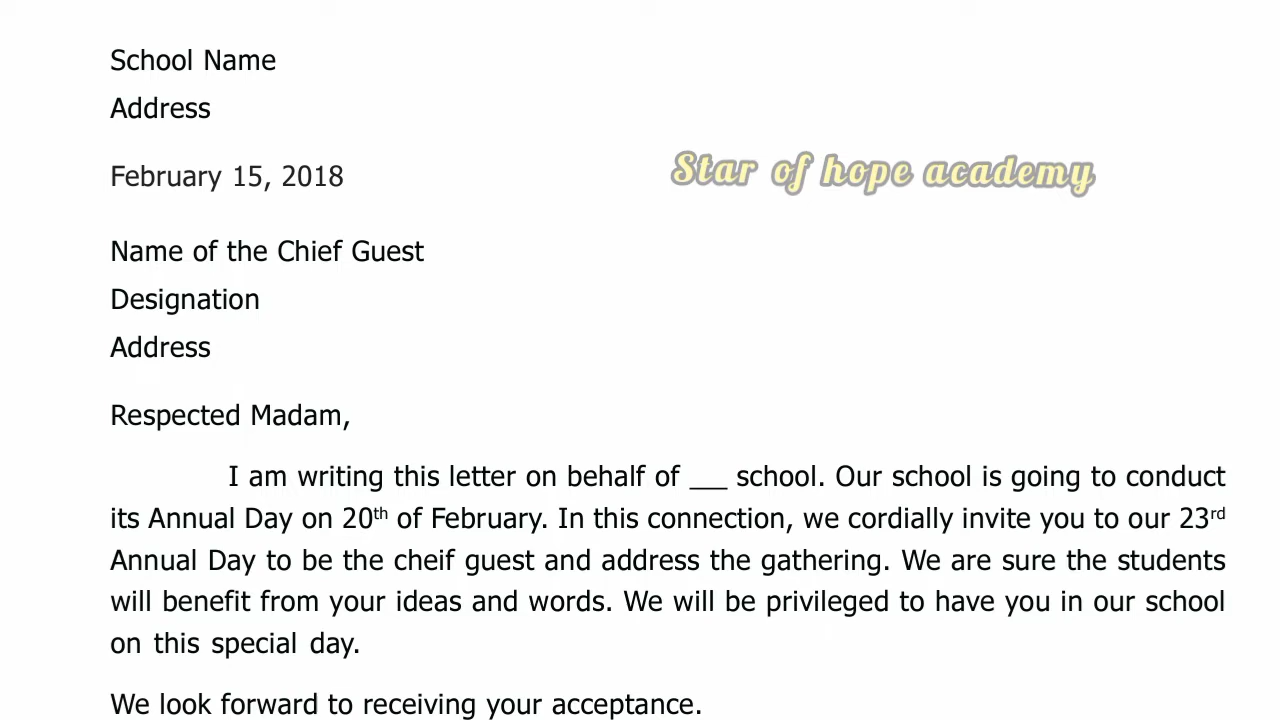 School Name
Address
February 15, 2018
Star of hope academy
Name of the Chief Guest
Designation
Address
Respected Madam,
I am writing this letter on behalf of ___ school. Our school is going to conduct
its Annual Day on 20th of February. In this connection, we cordially invite you to our 23rd
Annual Day to be the cheif guest and address the gathering. We are sure the students
will benefit from your ideas and words. We will be privileged to have you in our school
on this special day.
We look forward to receiving your acceptance.